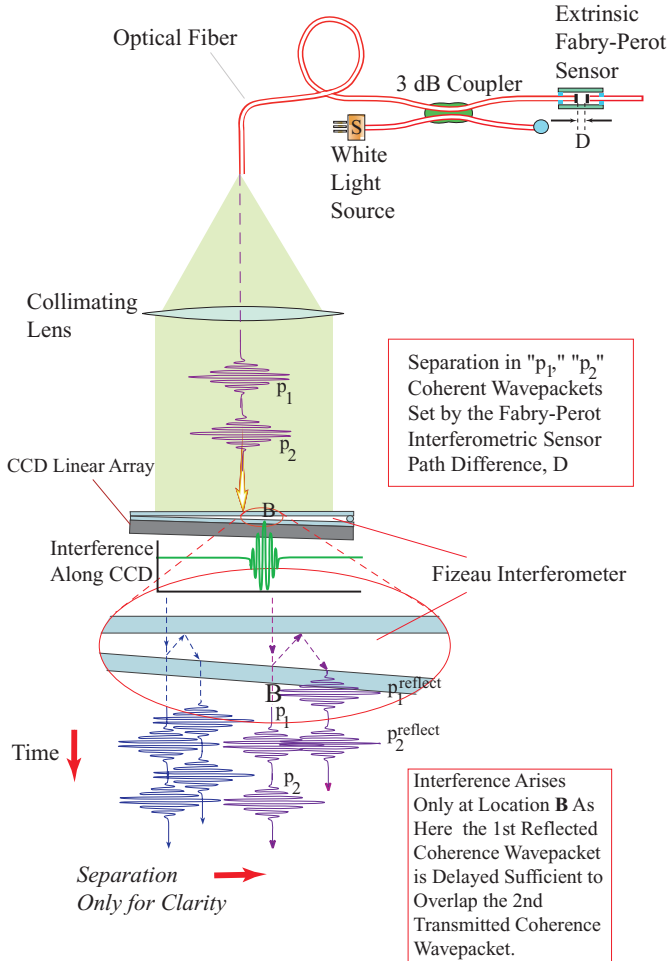 Extrinsic
Fabry-Perot
Sensor
Optical Fiber
3 dB Coupler
S
D
White
Light
Source
Collimating
Lens
p1
p2
Separation in "p1," "p2"
Coherent Wavepackets
Set by the Fabry-Perot
Interferometric Sensor
Path Difference, D
CCD Linear Array
B
Interference
Along CCD
Fizeau Interferometer
B
p1reflect
p1
p2reflect
Time
p2
Interference Arises
Only at Location B As
Here the 1st Reflected
Coherence Wavepacket
is Delayed Sufficient to
Overlap the 2nd
Transmitted Coherence
Wavepacket.
Separation
Only for Clarity